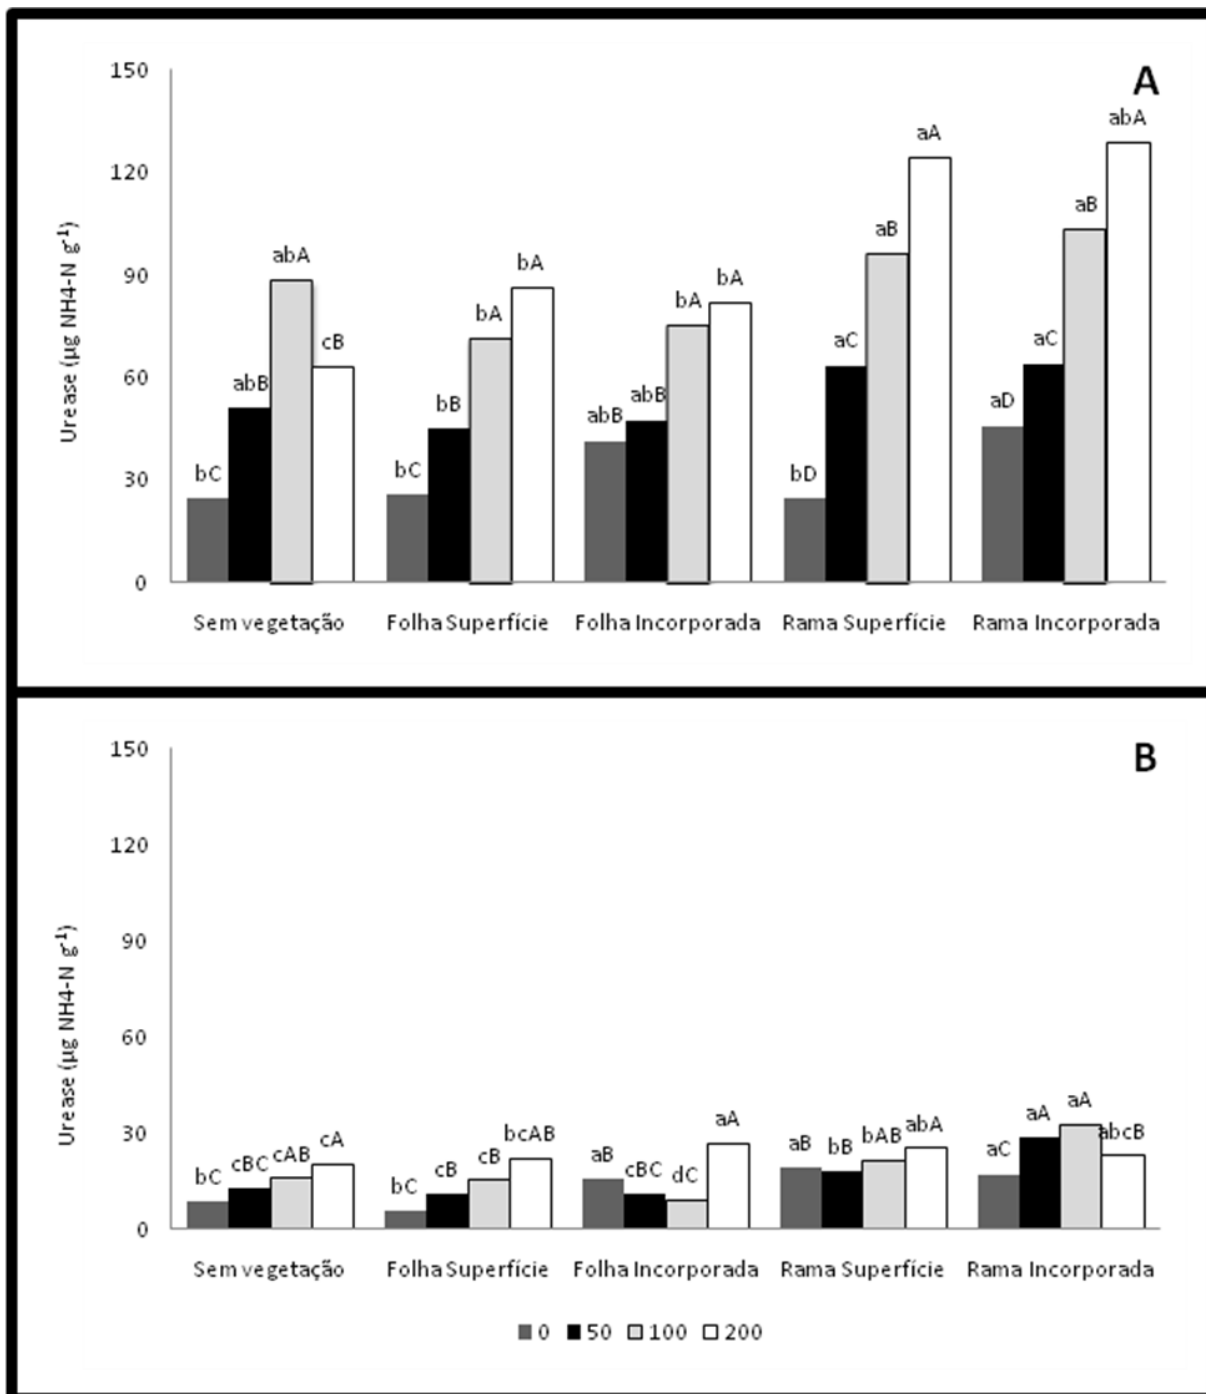 A
150
120
90
60
30
0
Urease (µg NH4-N g⁻¹)
bC abB abA cB bC bB bA bA abB abB bA bA bD aC aB aA aD aC aB abA
Sem vegetação Folha Superfície Folha Incorporada Rama Superfície Rama Incorporada
B
150
120
90
60
30
0
Urease (µg NH4-N g⁻¹)
bC cBC cAB cA bC cB cB bcAB aB cBC dC aA aB bB bAB abA aC aA aA abcB
Sem vegetação Folha Superfície Folha Incorporada Rama Superfície Rama Incorporada
0 50 100 200